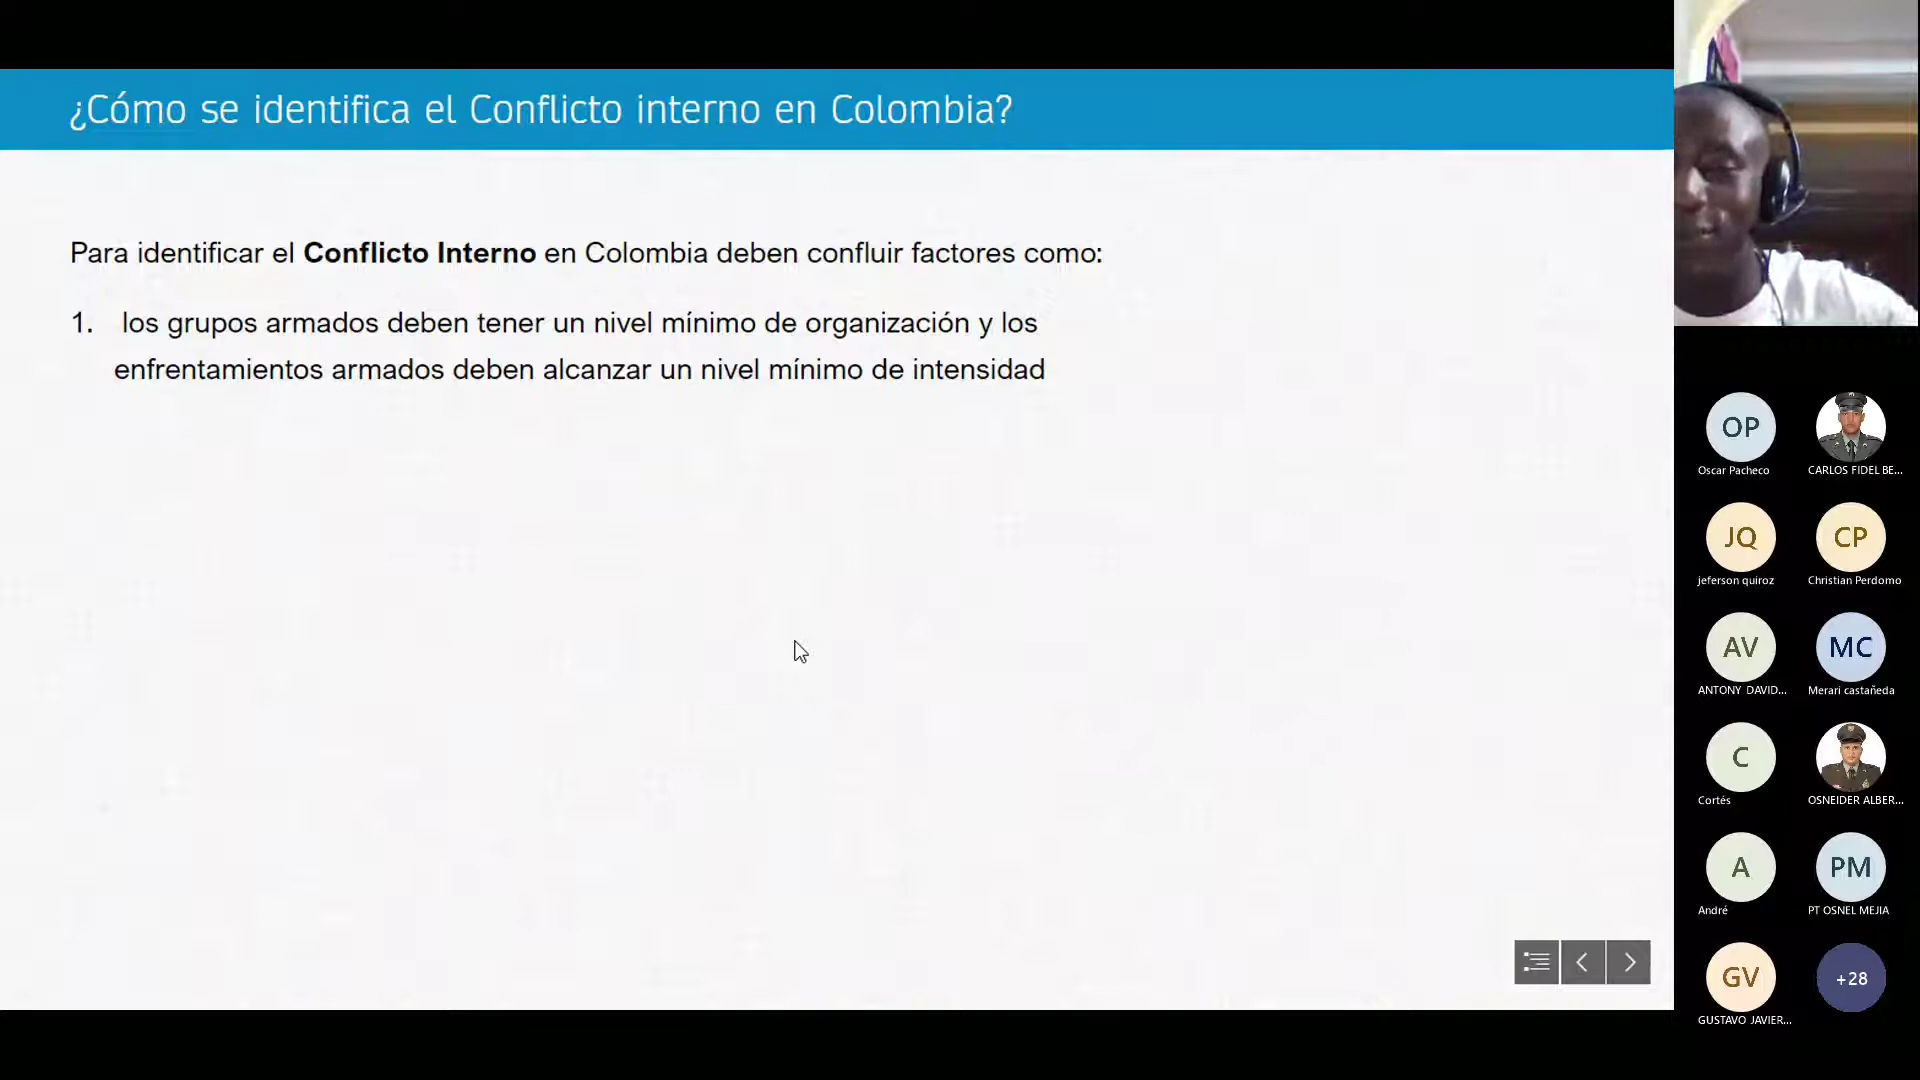 ¿Cómo se identifica el Conflicto interno en Colombia?
Para identificar el Conflicto Interno en Colombia deben confluir factores como:
1. los grupos armados deben tener un nivel mínimo de organización y los
enfrentamientos armados deben alcanzar un nivel mínimo de intensidad
OP
Oscar Pacheco
CARLOS FIDEL BE...
JQ
jeferson quiroz
CP
Christian Perdomo
AV
ANTONY DAVID...
MC
Merari castañeda
C
Cortés
OSNEIDER ALBER...
A
André
PM
PT OSNEL MEJIA
GV
GUSTAVO JAVIER...
+28